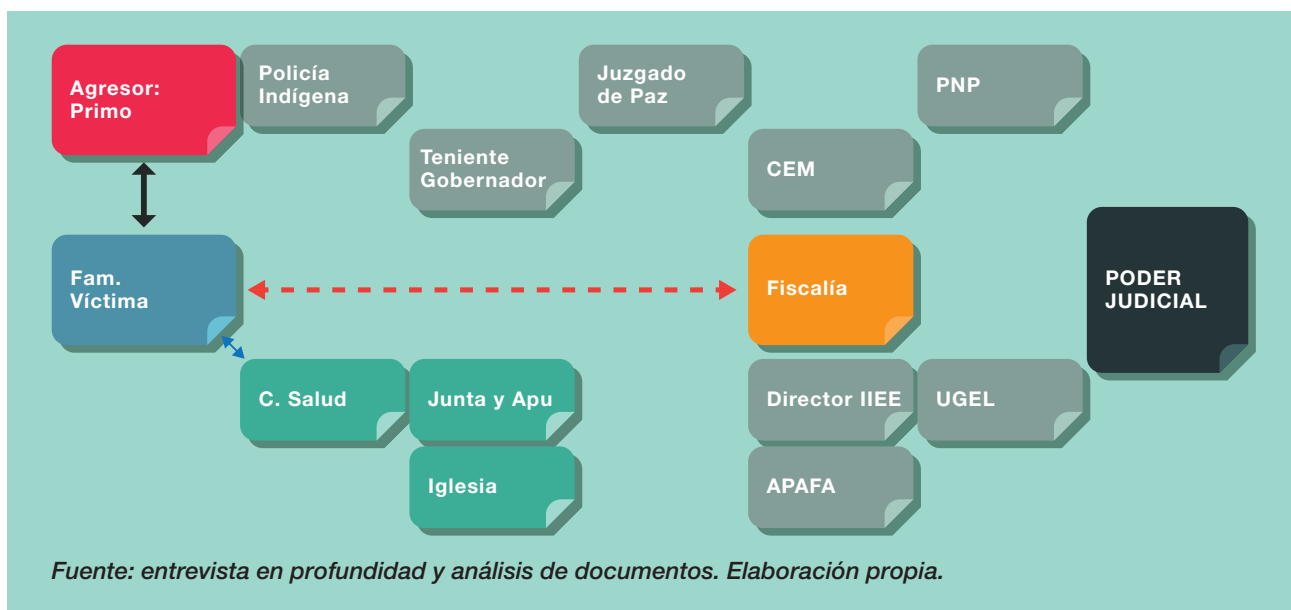 Agresor:
Primo
Policía
Indígena
Juzgado
de Paz
PNP
Teniente
Gobernador
CEM
Fam.
Víctima
Fiscalía
PODER
JUDICIAL
C. Salud
Junta y Apu
Director IIEE
UGEL
Iglesia
APAFA
Fuente: entrevista en profundidad y análisis de documentos. Elaboración propia.